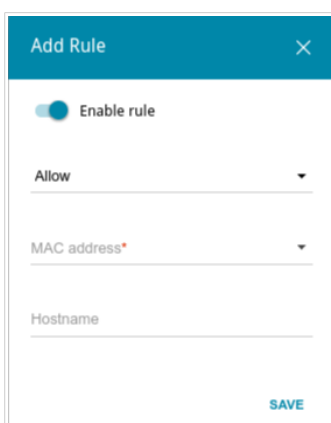 Add Rule
Enable rule
Allow
MAC address*
Hostname
SAVE